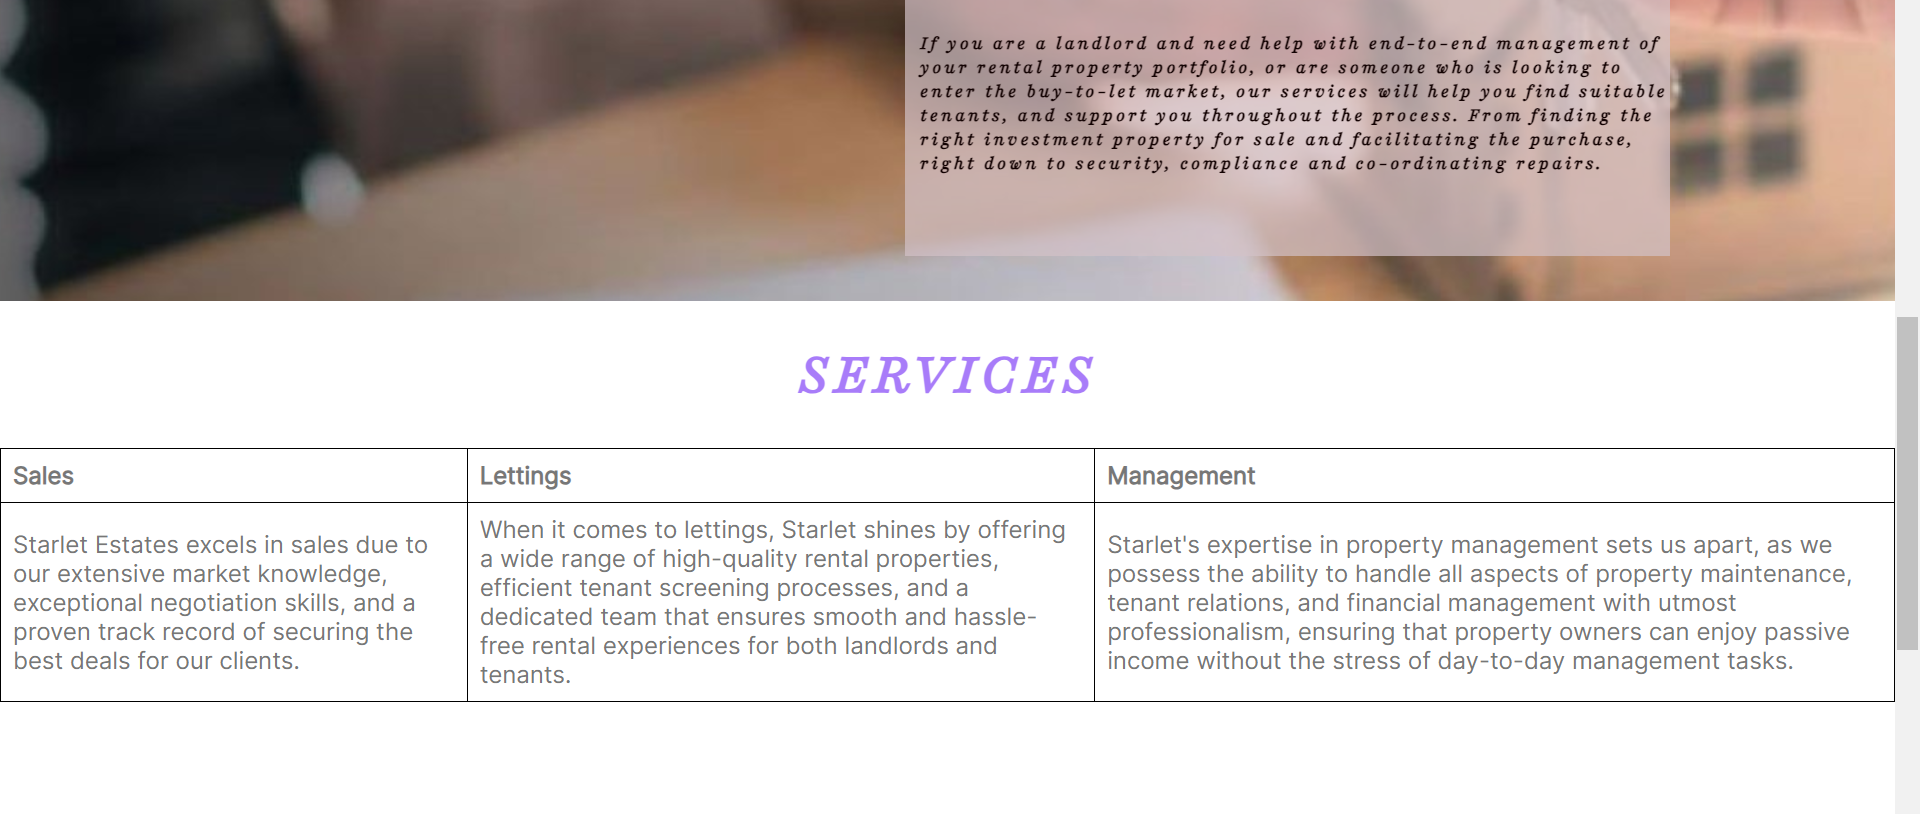 If you are a landlord and need help with end-to-end management of
your rental property portfolio, or are someone who is looking to
enter the buy-to-let market, our services will help you find suitable
tenants, and support you throughout the process. From finding the
right investment property for sale and facilitating the purchase,
right down to security, compliance and co-ordinating repairs.
SERVICES
Sales
Lettings
Management
Starlet Estates excels in sales due to
our extensive market knowledge,
exceptional negotiation skills, and a
proven track record of securing the
best deals for our clients.
When it comes to lettings, Starlet shines by offering
a wide range of high-quality rental properties,
efficient tenant screening processes, and a
dedicated team that ensures smooth and hassle-
free rental experiences for both landlords and
tenants.
Starlet's expertise in property management sets us apart, as we
possess the ability to handle all aspects of property maintenance,
tenant relations, and financial management with utmost
professionalism, ensuring that property owners can enjoy passive
income without the stress of day-to-day management tasks.